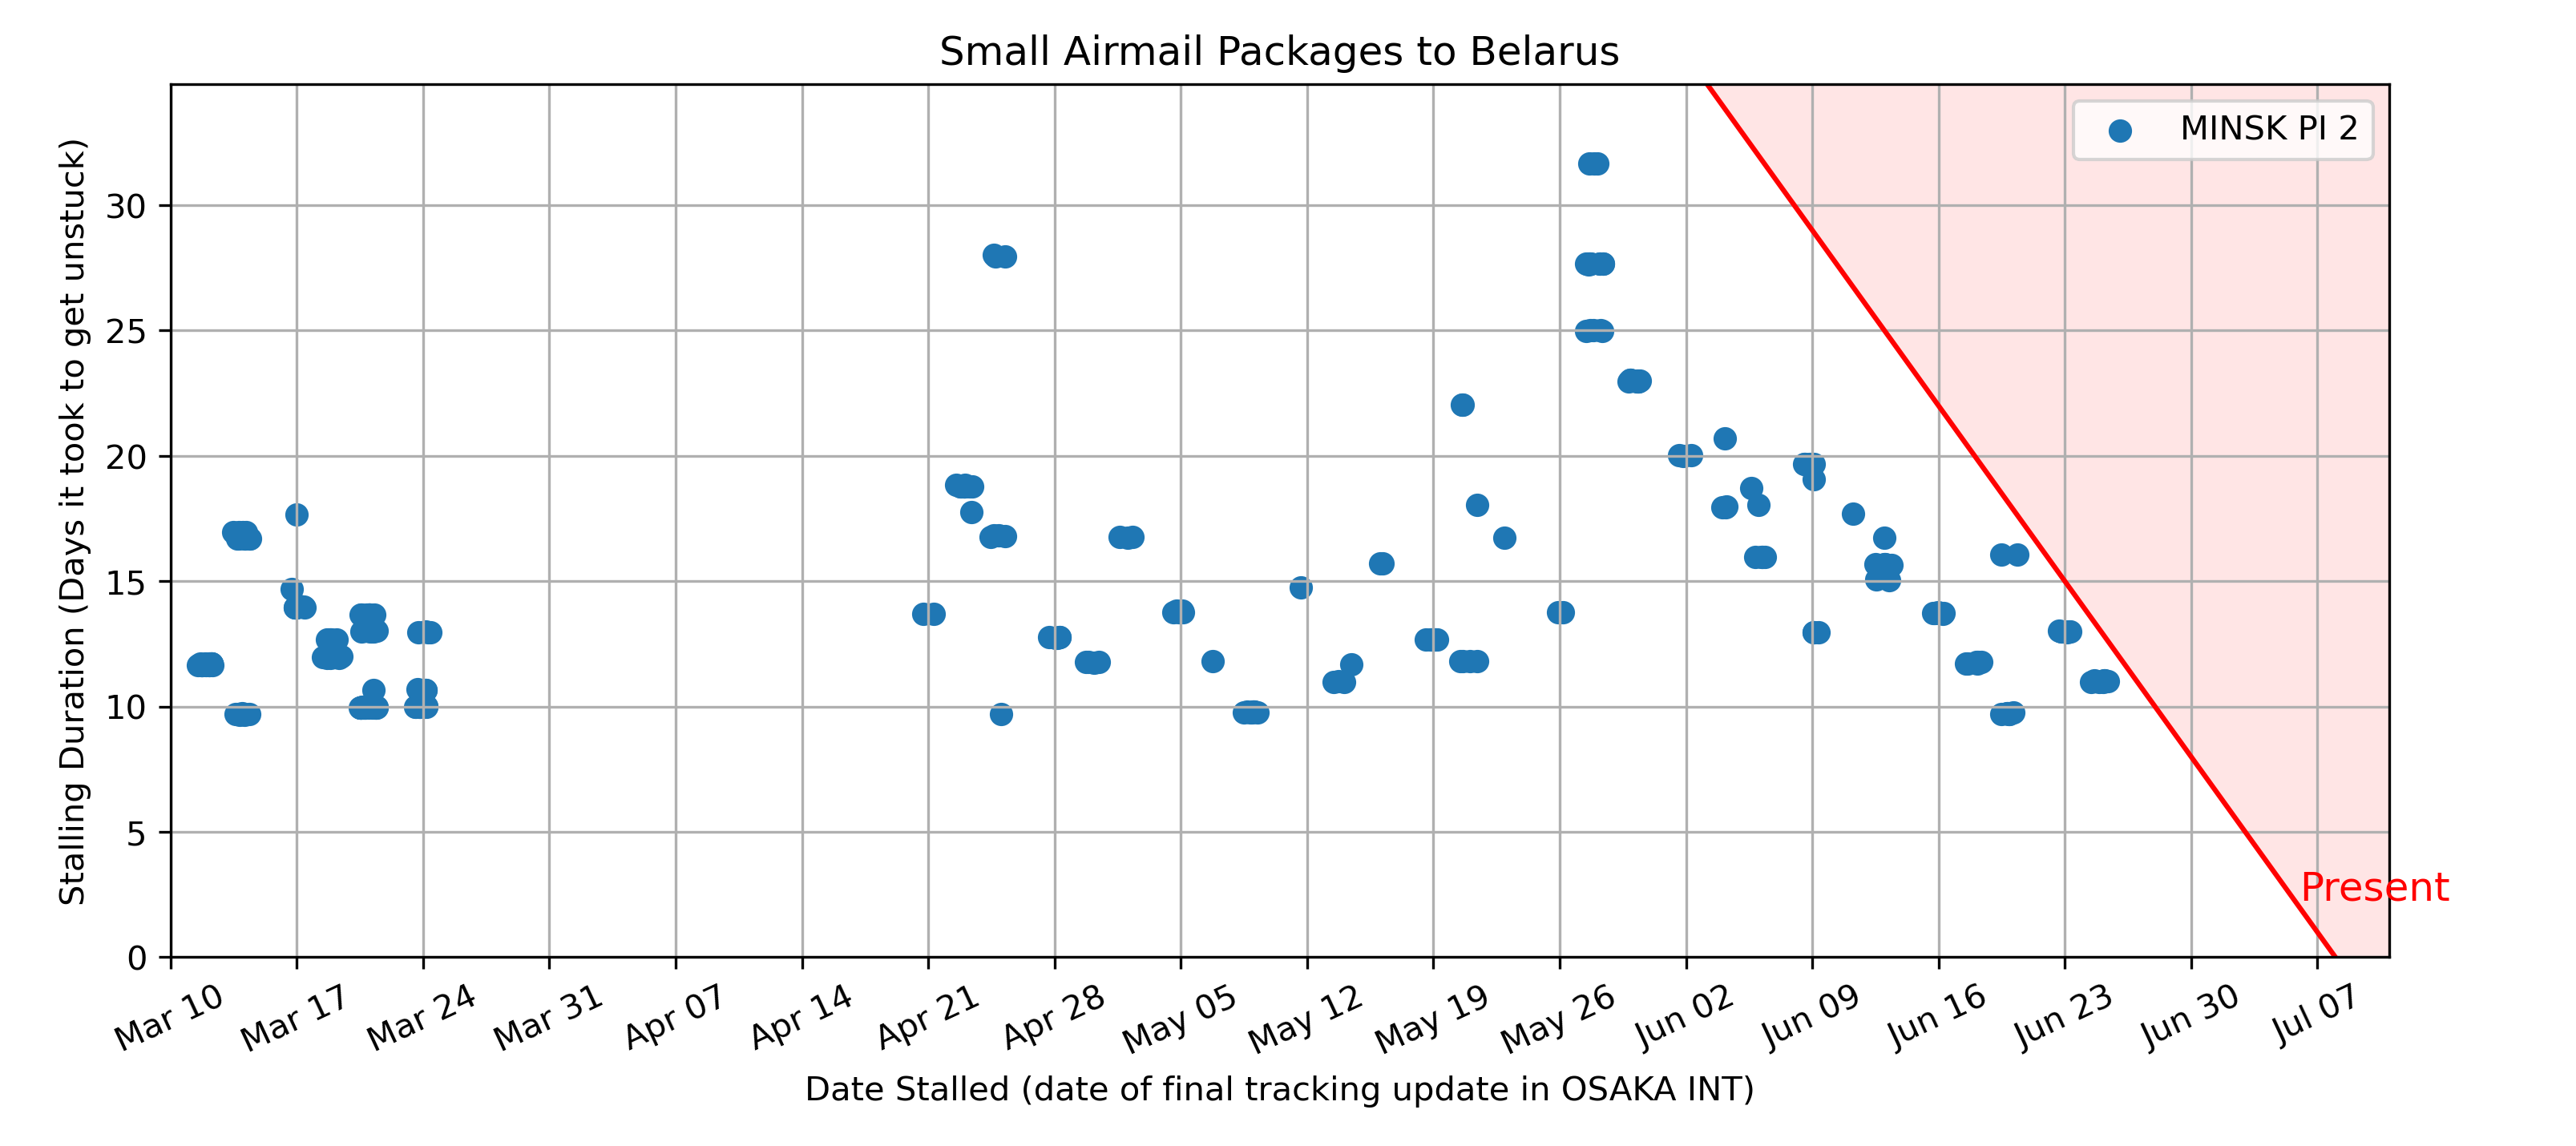 Small Airmail Packages to Belarus
MINSK PI 2
Stalling Duration (Days it took to get unstuck)
30
25
20
15
10
5
0
Present
Mar 10
Mar 17
Mar 24
Mar 31
Apr 07
Apr 14
Apr 21
Apr 28
May 05
May 12
May 19
May 26
Jun 02
Jun 09
Jun 16
Jun 23
Jun 30
Jul 07
Date Stalled (date of final tracking update in OSAKA INT)